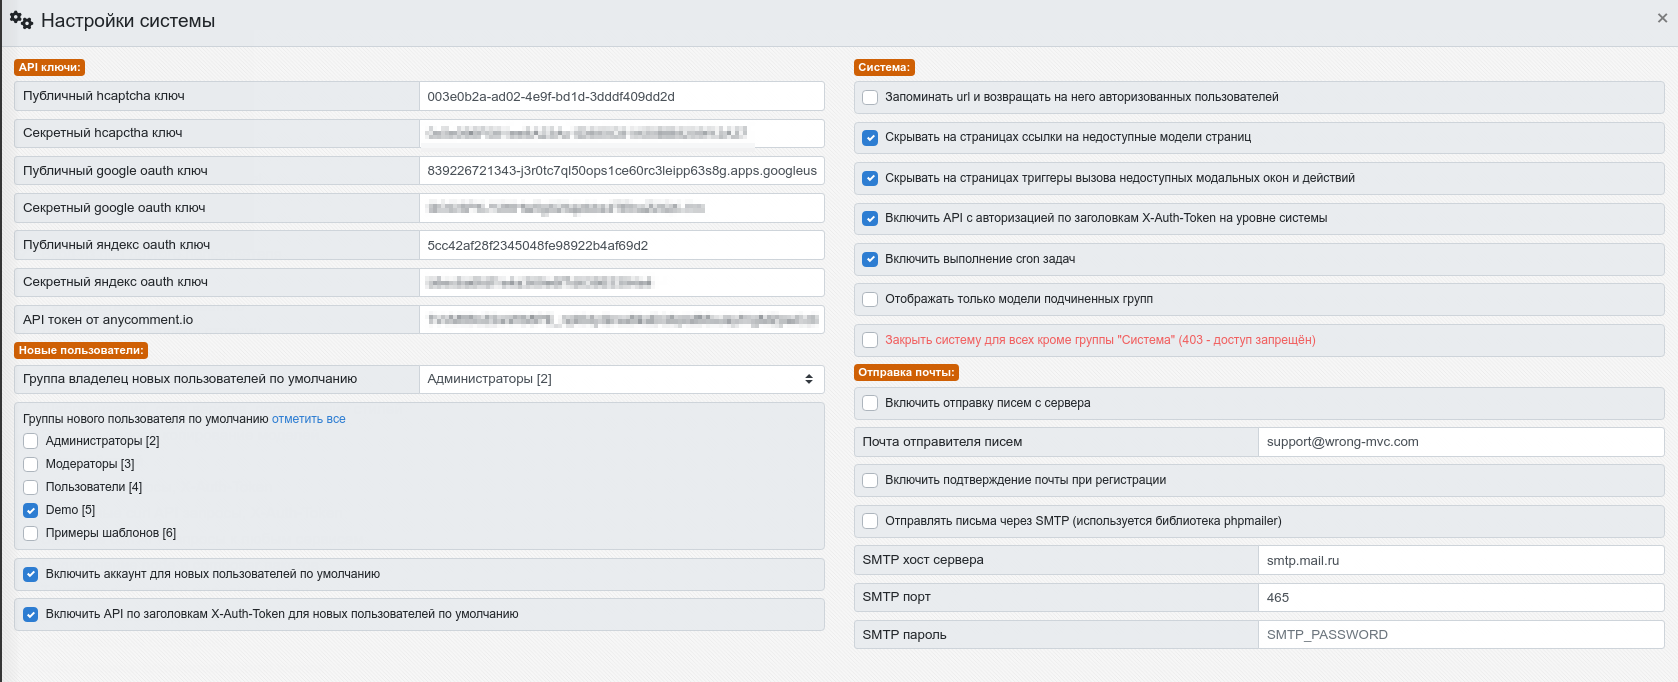 Настройки системы
×
API ключи:
Публичный hcaptcha ключ
003e0b2a-ad02-4e9f-bd1d-3dddf409dd2d
Секретный hcapctha ключ
Публичный google oauth ключ
839226721343-j3r0tc7ql50ops1ce60rc3leipp63s8g.apps.googleus
Секретный google oauth ключ
Публичный яндекс oauth ключ
5cc42af28f2345048fe98922b4af69d2
Секретный яндекс oauth ключ
API токен от anycomment.io
Новые пользователи:
Группа владелец новых пользователей по умолчанию
Администраторы [2]
Группы нового пользователя по умолчанию отметить все
Администраторы [2]
Модераторы [3]
Пользователи [4]
Demo [5]
Примеры шаблонов [6]
Включить аккаунт для новых пользователей по умолчанию
Включить API по заголовкам X-Auth-Token для новых пользователей по умолчанию
Система:
Запоминать url и возвращать на него авторизованных пользователей
Скрывать на страницах ссылки на недоступные модели страниц
Скрывать на страницах триггеры вызова недоступных модальных окон и действий
Включить API с авторизацией по заголовкам X-Auth-Token на уровне системы
Включить выполнение cron задач
Отображать только модели подчиненных групп
Закрыть систему для всех кроме группы "Система" (403 - доступ запрещён)
Отправка почты:
Включить отправку писем с сервера
Почта отправителя писем
support@wrong-mvc.com
Включить подтверждение почты при регистрации
Отправлять письма через SMTP (используется библиотека phpmailer)
SMTP хост сервера
smtp.mail.ru
SMTP порт
465
SMTP пароль
SMTP_PASSWORD